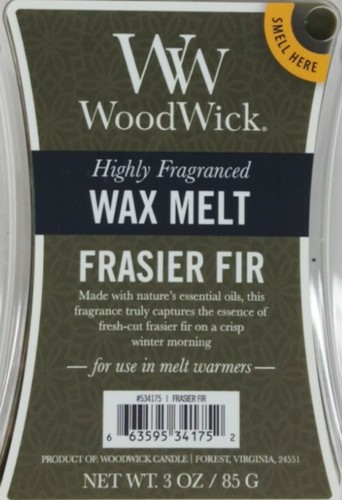 SMELL HERE
WW
WoodWick®
Highly Fragranced
WAX MELT
FRASIER FIR
Made with nature's essential oils, this
fragrance truly captures the essence of
fresh-cut frasier fir on a crisp
winter morning
—for use in melt warmers—
#534175 | FRASIER FIR
6 63595 34175 2
PRODUCT OF WOODWICK CANDLE | FOREST, VIRGINIA, 24551
NET WT. 3 OZ / 85 G